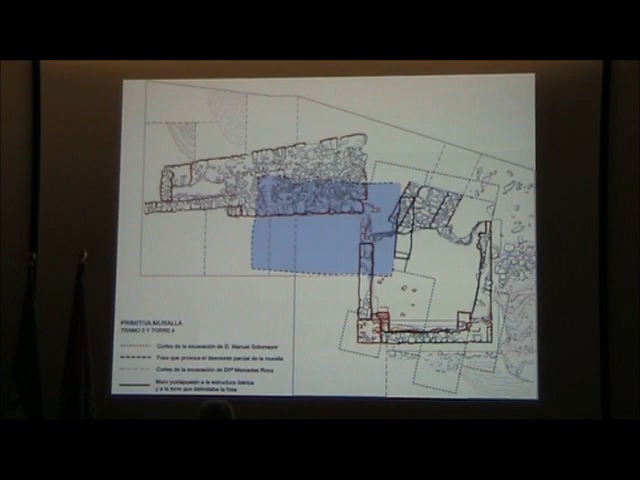 PRIMITIVA MURALLA
TRAMO 5 Y TORRE 4
Cortes de la excavación de D. Manuel Sotomayor
Fosa que provoca el desmonte parcial de la muralla
Cortes de la excavación de Dña Mercedes Roca
Muro yuxtapuesto a la estructura ibérica
y a la torre que delimitaba la fosa